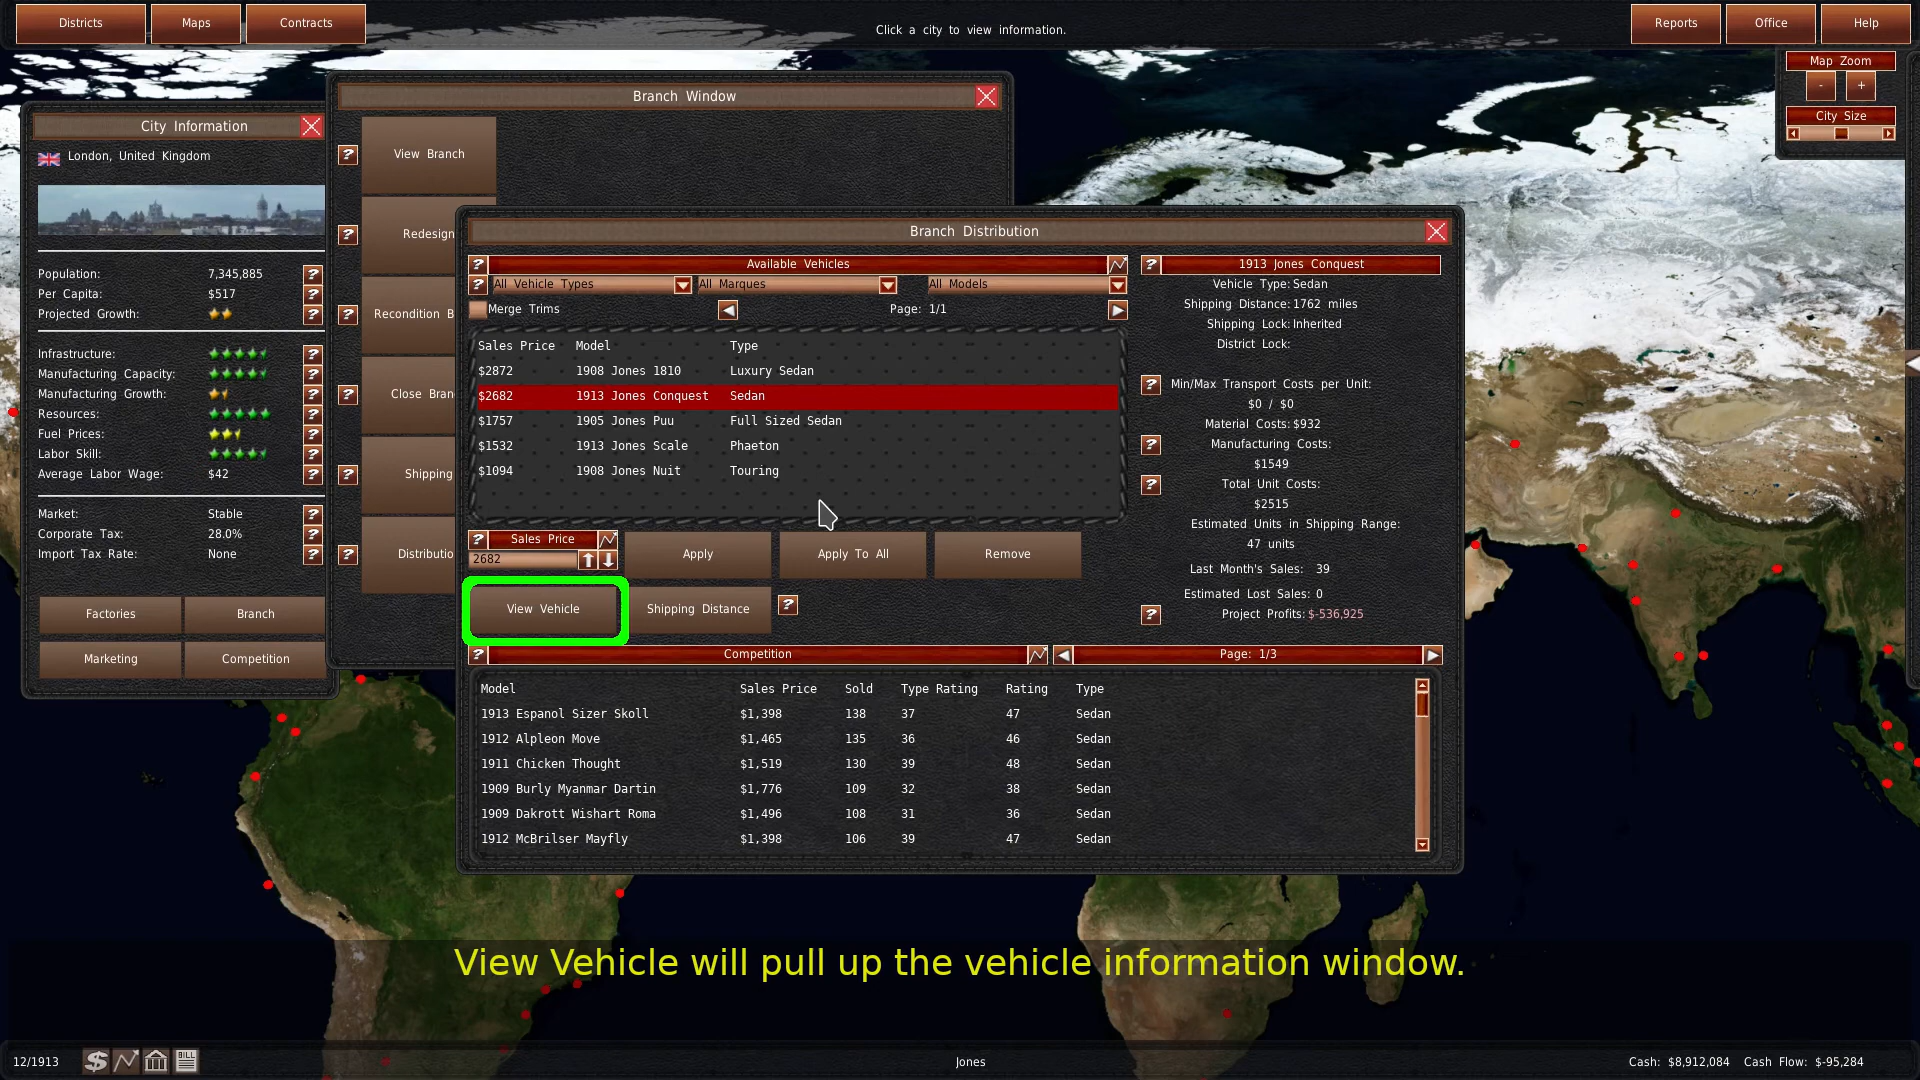 Districts
Maps
Contracts
Click a city to view information.
Reports
Office
Help
Map Zoom
-
+
City Size
Branch Window
City Information
London, United Kingdom
Population: 7,345,885 ?
Per Capita: $517 ?
Projected Growth: ?
Infrastructure: ?
Manufacturing Capacity: ?
Manufacturing Growth: ?
Resources: ?
Fuel Prices: ?
Labor Skill: ?
Average Labor Wage: $42 ?
Market: Stable ?
Corporate Tax: 28.0% ?
Import Tax Rate: None ?
Factories
Branch
Marketing
Competition
? View Branch
? Redesign
? Recondition B
? Close Bran
? Shipping
? Distributio
Branch Distribution
? Available Vehicles
? All Vehicle Types
All Marques
All Models
Merge Trims
Page: 1/1
Sales Price Model Type
$2872 1908 Jones 1810 Luxury Sedan
$2682 1913 Jones Conquest Sedan
$1757 1905 Jones Puu Full Sized Sedan
$1532 1913 Jones Scale Phaeton
$1094 1908 Jones Nuit Touring
? Sales Price
2682
Apply
Apply To All
Remove
View Vehicle
Shipping Distance
?
? 1913 Jones Conquest
Vehicle Type: Sedan
Shipping Distance: 1762 miles
Shipping Lock: Inherited
District Lock:
? Min/Max Transport Costs per Unit:
$0 / $0
Material Costs: $932
? Manufacturing Costs:
$1549
? Total Unit Costs:
$2515
Estimated Units in Shipping Range:
47 units
Last Month's Sales: 39
Estimated Lost Sales: 0
? Project Profits: $-536,925
? Competition
Page: 1/3
Model Sales Price Sold Type Rating Rating Type
1913 Espanol Sizer Skoll $1,398 138 37 47 Sedan
1912 Alpleon Move $1,465 135 36 46 Sedan
1911 Chicken Thought $1,519 130 39 48 Sedan
1909 Burly Myanmar Dartin $1,776 109 32 38 Sedan
1909 Dakrott Wishart Roma $1,496 108 31 36 Sedan
1912 McBrilser Mayfly $1,398 106 39 47 Sedan
View Vehicle will pull up the vehicle information window.
12/1913
$
BILL
Jones
Cash: $8,912,084 Cash Flow: $-95,284